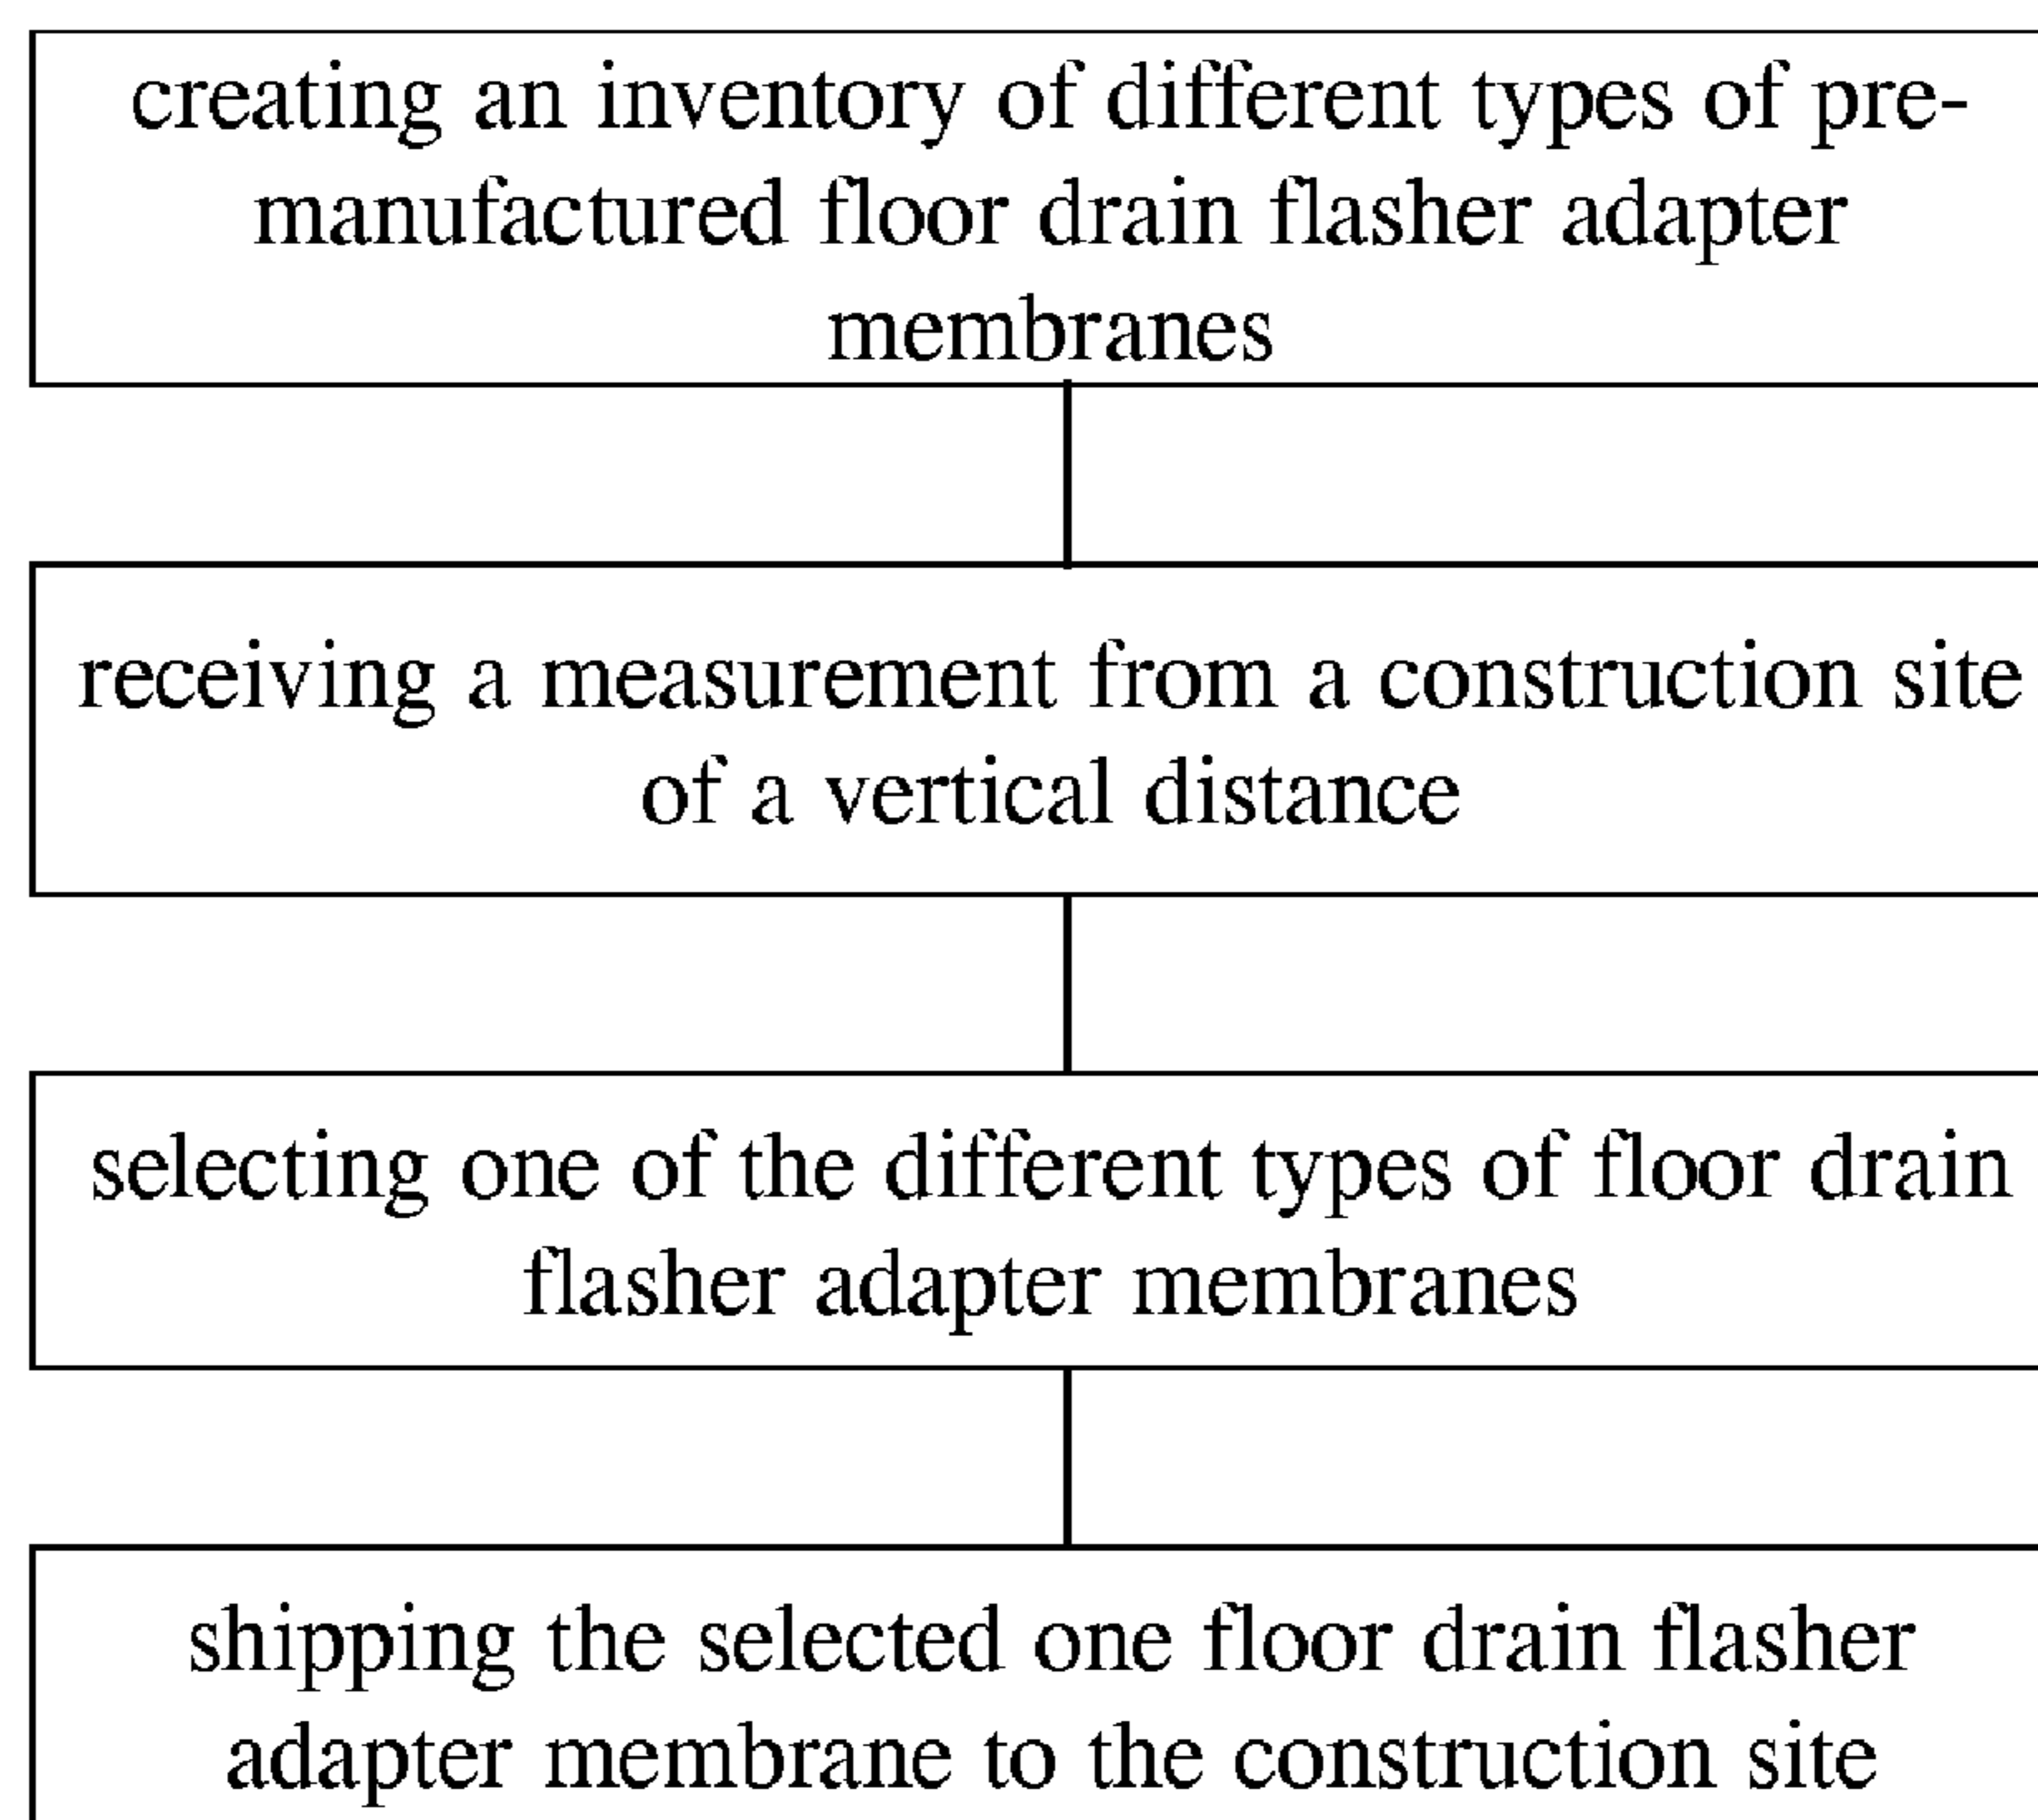 creating an inventory of different types of pre-
manufactured floor drain flasher adapter
membranes
receiving a measurement from a construction site
of a vertical distance
selecting one of the different types of floor drain
flasher adapter membranes
shipping the selected one floor drain flasher
adapter membrane to the construction site